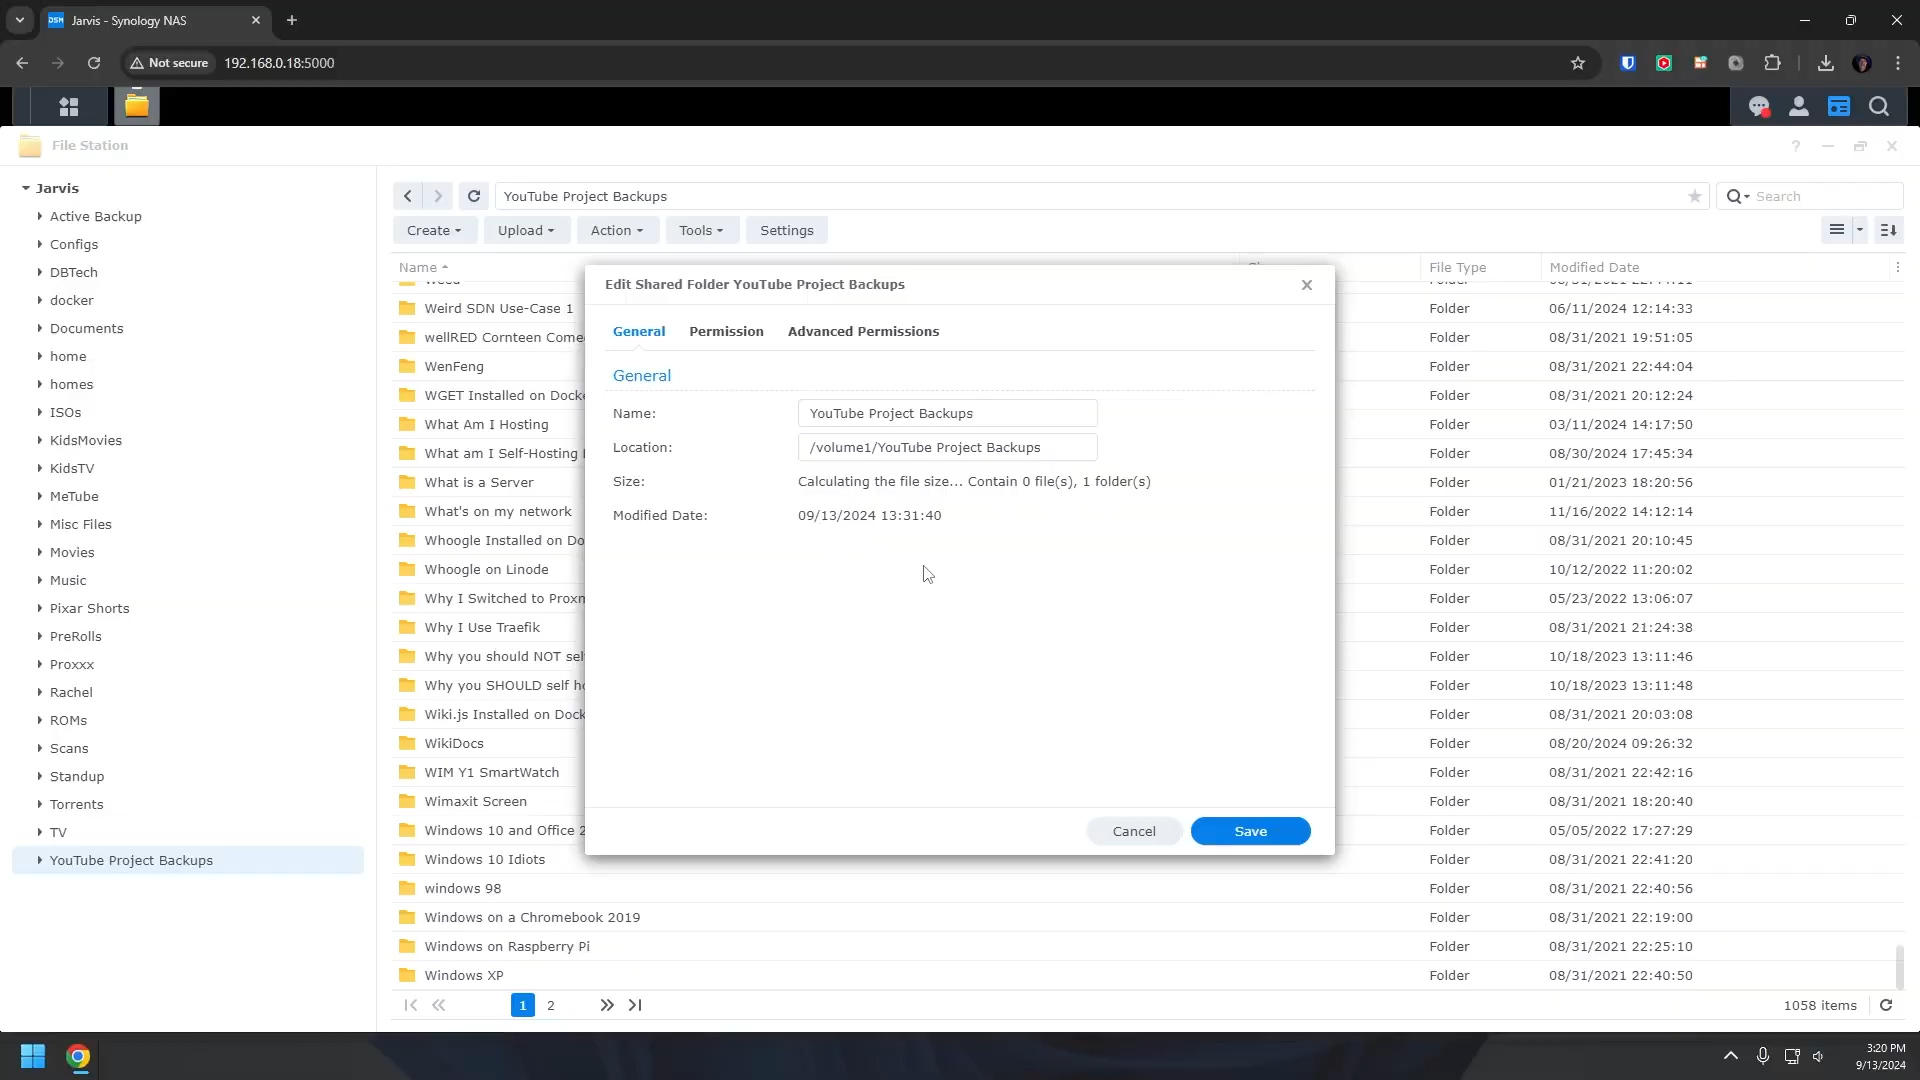 DSM Jarvis - Synology NAS
Not secure 192.168.0.18:5000
File Station
Jarvis
Active Backup
Configs
DBTech
docker
Documents
home
homes
ISOs
KidsMovies
KidsTV
MeTube
Misc Files
Movies
Music
Pixar Shorts
PreRolls
Proxxx
Rachel
ROMs
Scans
Standup
Torrents
TV
YouTube Project Backups
YouTube Project Backups
Search
Create Upload Action Tools Settings
Name File Type Modified Date
Weird SDN Use-Case 1 Folder 06/11/2024 12:14:33
wellRED Cornteen Come Folder 08/31/2021 19:51:05
WenFeng Folder 08/31/2021 22:44:04
WGET Installed on Docke Folder 08/31/2021 20:12:24
What Am I Hosting Folder 03/11/2024 14:17:50
What am I Self-Hosting Folder 08/30/2024 17:45:34
What is a Server Folder 01/21/2023 18:20:56
What's on my network Folder 11/16/2022 14:12:14
Whoogle Installed on Do Folder 08/31/2021 20:10:45
Whoogle on Linode Folder 10/12/2022 11:20:02
Why I Switched to Proxm Folder 05/23/2022 13:06:07
Why I Use Traefik Folder 08/31/2021 21:24:38
Why you should NOT sel Folder 10/18/2023 13:11:46
Why you SHOULD self ho Folder 10/18/2023 13:11:48
Wiki.js Installed on Dock Folder 08/31/2021 20:03:08
WikiDocs Folder 08/20/2024 09:26:32
WIM Y1 SmartWatch Folder 08/31/2021 22:42:16
Wimaxit Screen Folder 08/31/2021 18:20:40
Windows 10 and Office 2 Folder 05/05/2022 17:27:29
Windows 10 Idiots Folder 08/31/2021 22:41:20
windows 98 Folder 08/31/2021 22:40:56
Windows on a Chromebook 2019 Folder 08/31/2021 22:19:00
Windows on Raspberry Pi Folder 08/31/2021 22:25:10
Windows XP Folder 08/31/2021 22:40:50
1 2 1058 items
Edit Shared Folder YouTube Project Backups
General Permission Advanced Permissions
General
Name: YouTube Project Backups
Location: /volume1/YouTube Project Backups
Size: Calculating the file size... Contain 0 file(s), 1 folder(s)
Modified Date: 09/13/2024 13:31:40
Cancel Save
3:20 PM
9/13/2024